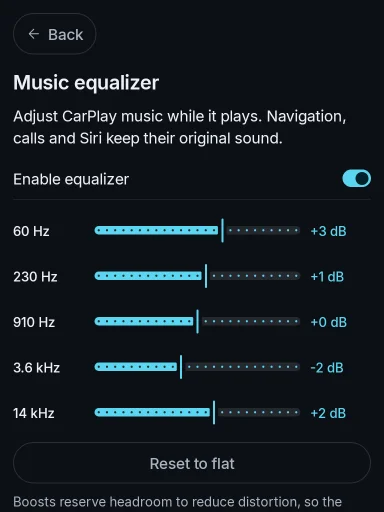 Back
Music equalizer
Adjust CarPlay music while it plays. Navigation,
calls and Siri keep their original sound.
Enable equalizer
60 Hz +3 dB
230 Hz +1 dB
910 Hz +0 dB
3.6 kHz -2 dB
14 kHz +2 dB
Reset to flat
Boosts reserve headroom to reduce distortion, so the